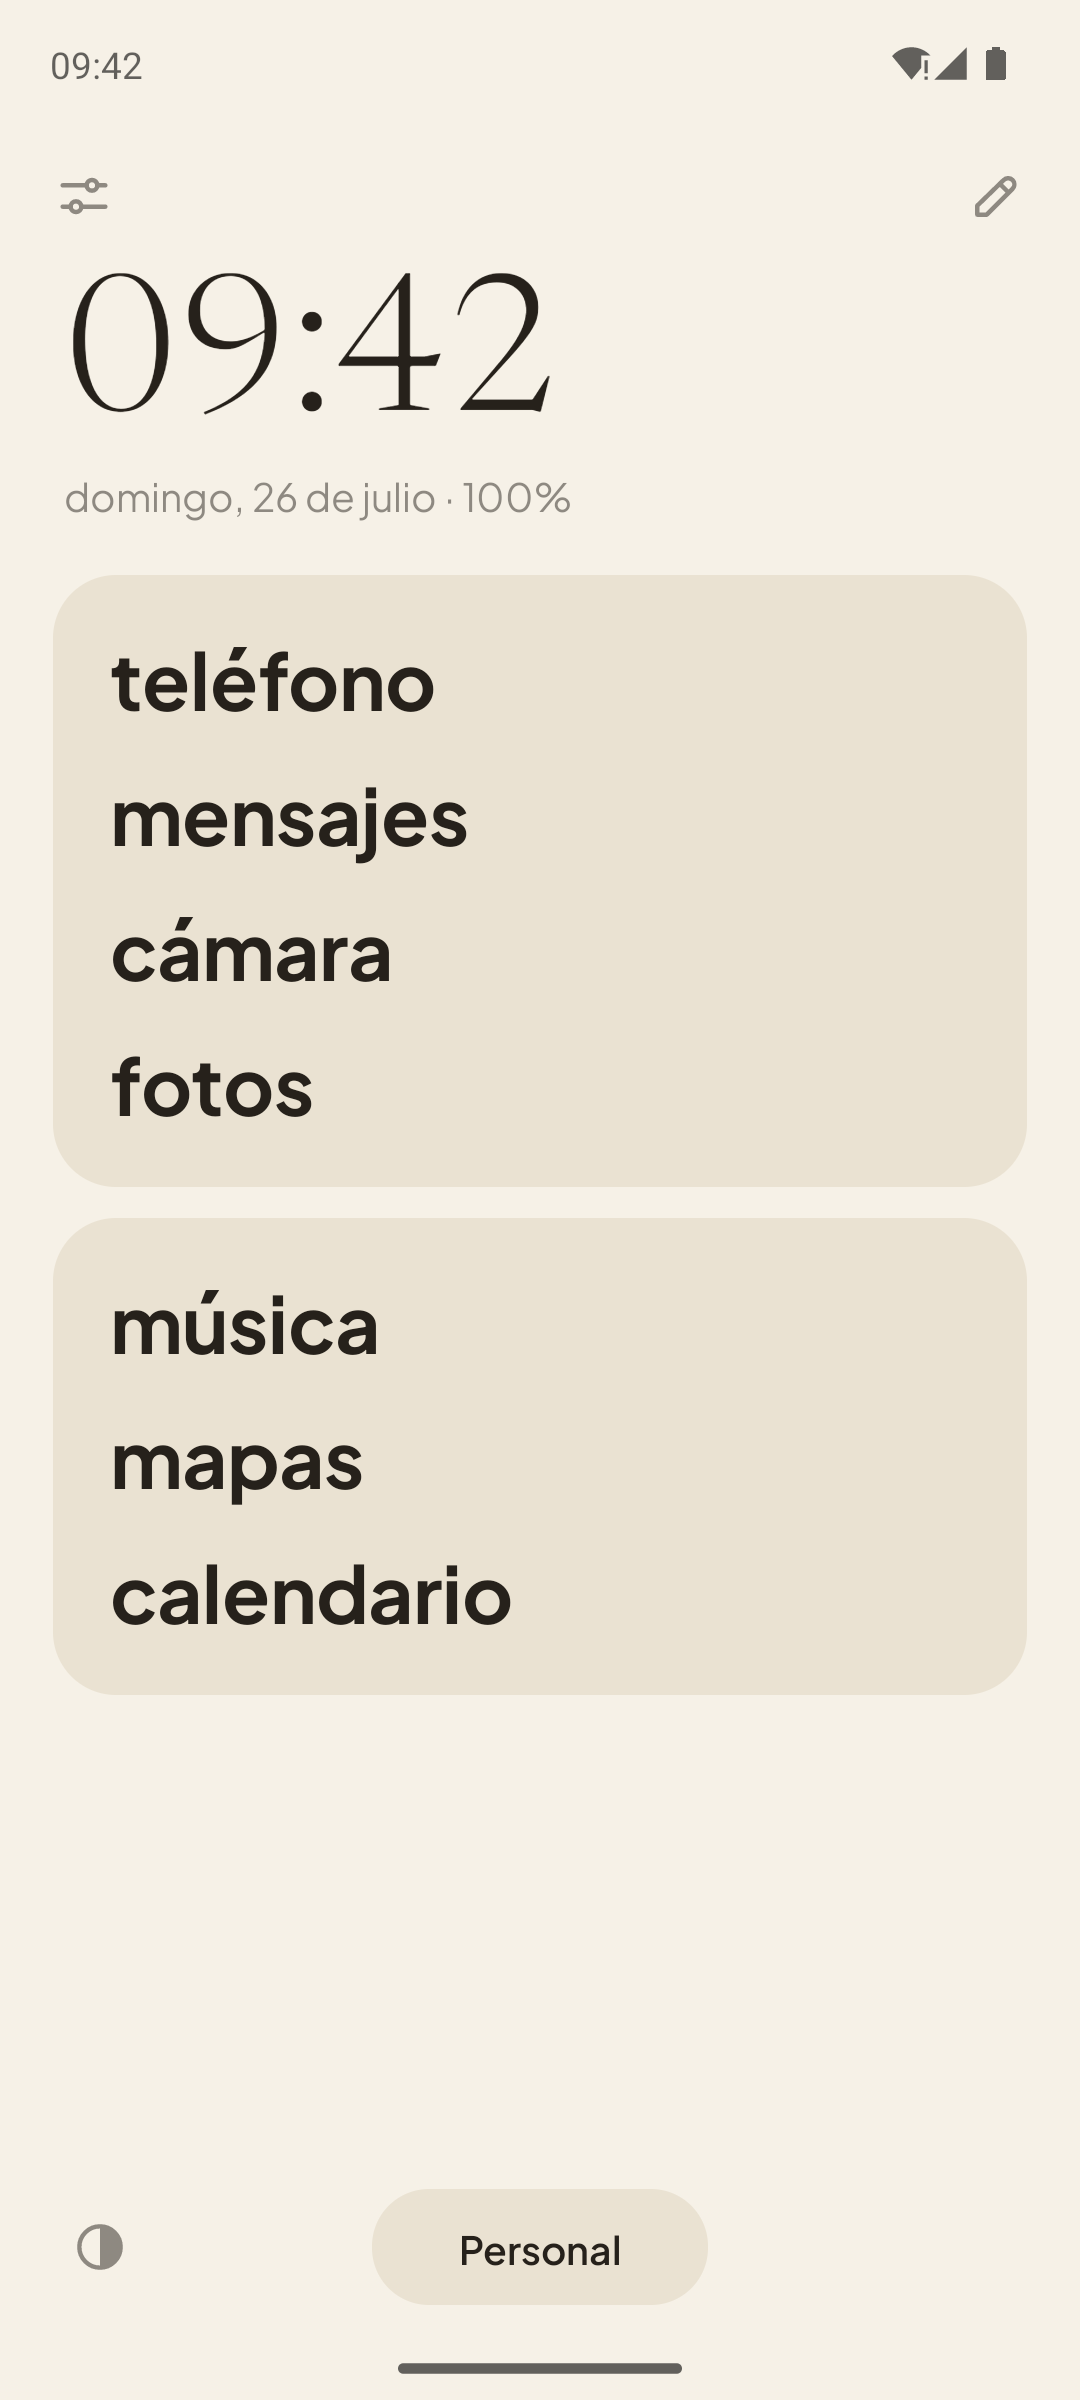 09:42
09:42
domingo, 26 de julio · 100%
teléfono
mensajes
cámara
fotos
música
mapas
calendario
Personal